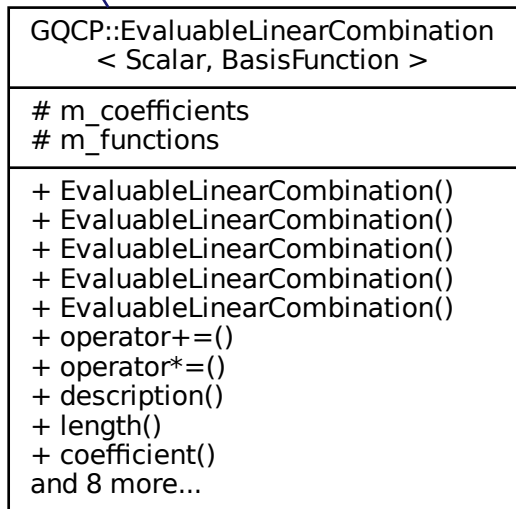 GQCP::EvaluableLinearCombination
< Scalar, BasisFunction >
# m_coefficients
# m_functions
+ EvaluableLinearCombination()
+ EvaluableLinearCombination()
+ EvaluableLinearCombination()
+ EvaluableLinearCombination()
+ EvaluableLinearCombination()
+ operator+=()
+ operator*=()
+ description()
+ length()
+ coefficient()
and 8 more...